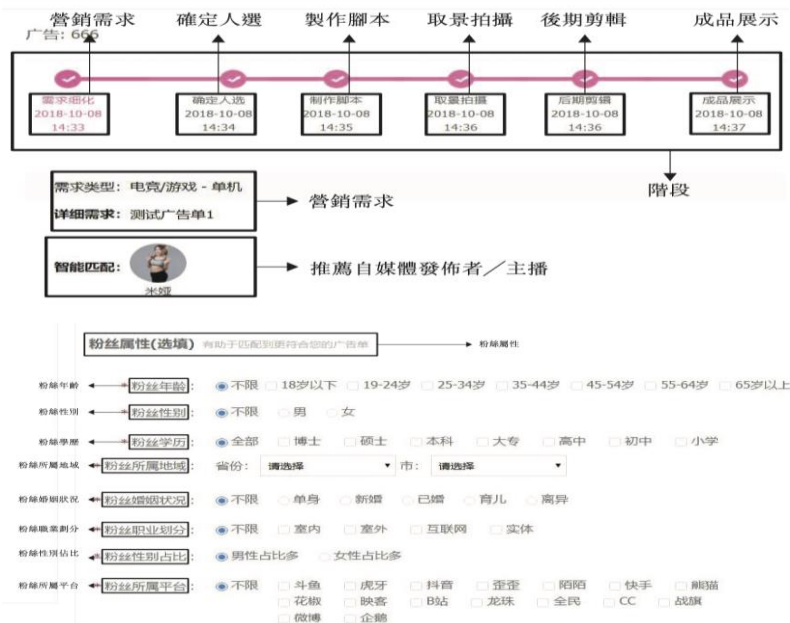 營銷需求 確定人選 製作腳本 取景拍攝 後期剪輯 成品展示
广告: 666
需求细化 确定人选 制作脚本 取景拍摄 后期剪辑 成品展示
2018-10-08 2018-10-08 2018-10-08 2018-10-08 2018-10-08 2018-10-08
14:33 14:34 14:35 14:36 14:36 14:37
階段
需求类型: 电竞/游戏 - 单机
详细需求: 测试广告单1
營銷需求
智能匹配:
米娅
推薦自媒體發佈者／主播
粉丝属性(选填) 有助于匹配到更符合您的广告单 粉絲屬性
粉絲年齡 *粉丝年龄: 不限 18岁以下 19-24岁 25-34岁 35-44岁 45-54岁 55-64岁 65岁以上
粉絲性別 *粉丝性别: 不限 男 女
粉絲學歷 *粉丝学历: 全部 博士 硕士 本科 大专 高中 初中 小学
粉絲所屬地域 粉丝所属地域: 省份: 请选择 市: 请选择
粉絲婚姻狀況 *粉丝婚姻状况: 不限 单身 新婚 已婚 育儿 离异
粉絲職業劃分 *粉丝职业划分: 不限 室内 室外 互联网 实体
粉絲性別佔比 *粉丝性别占比: 男性占比多 女性占比多
粉絲所屬平台 *粉丝所属平台: 不限 斗鱼 虎牙 抖音 歪歪 陌陌 快手 熊猫
花椒 映客 B站 龙珠 全民 CC 战旗
微博 企鹅